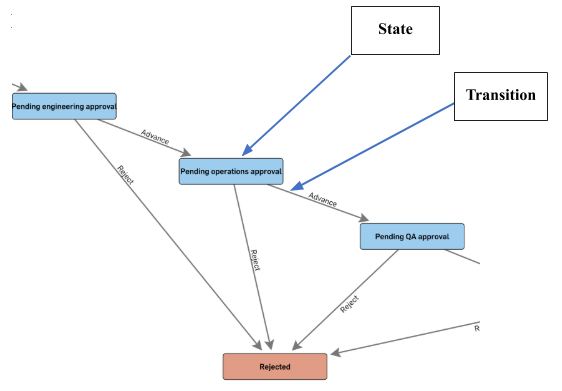 State
Transition
Pending engineering approval
Advance
Reject
Pending operations approval
Advance
Reject
Pending QA approval
Reject
R
Rejected